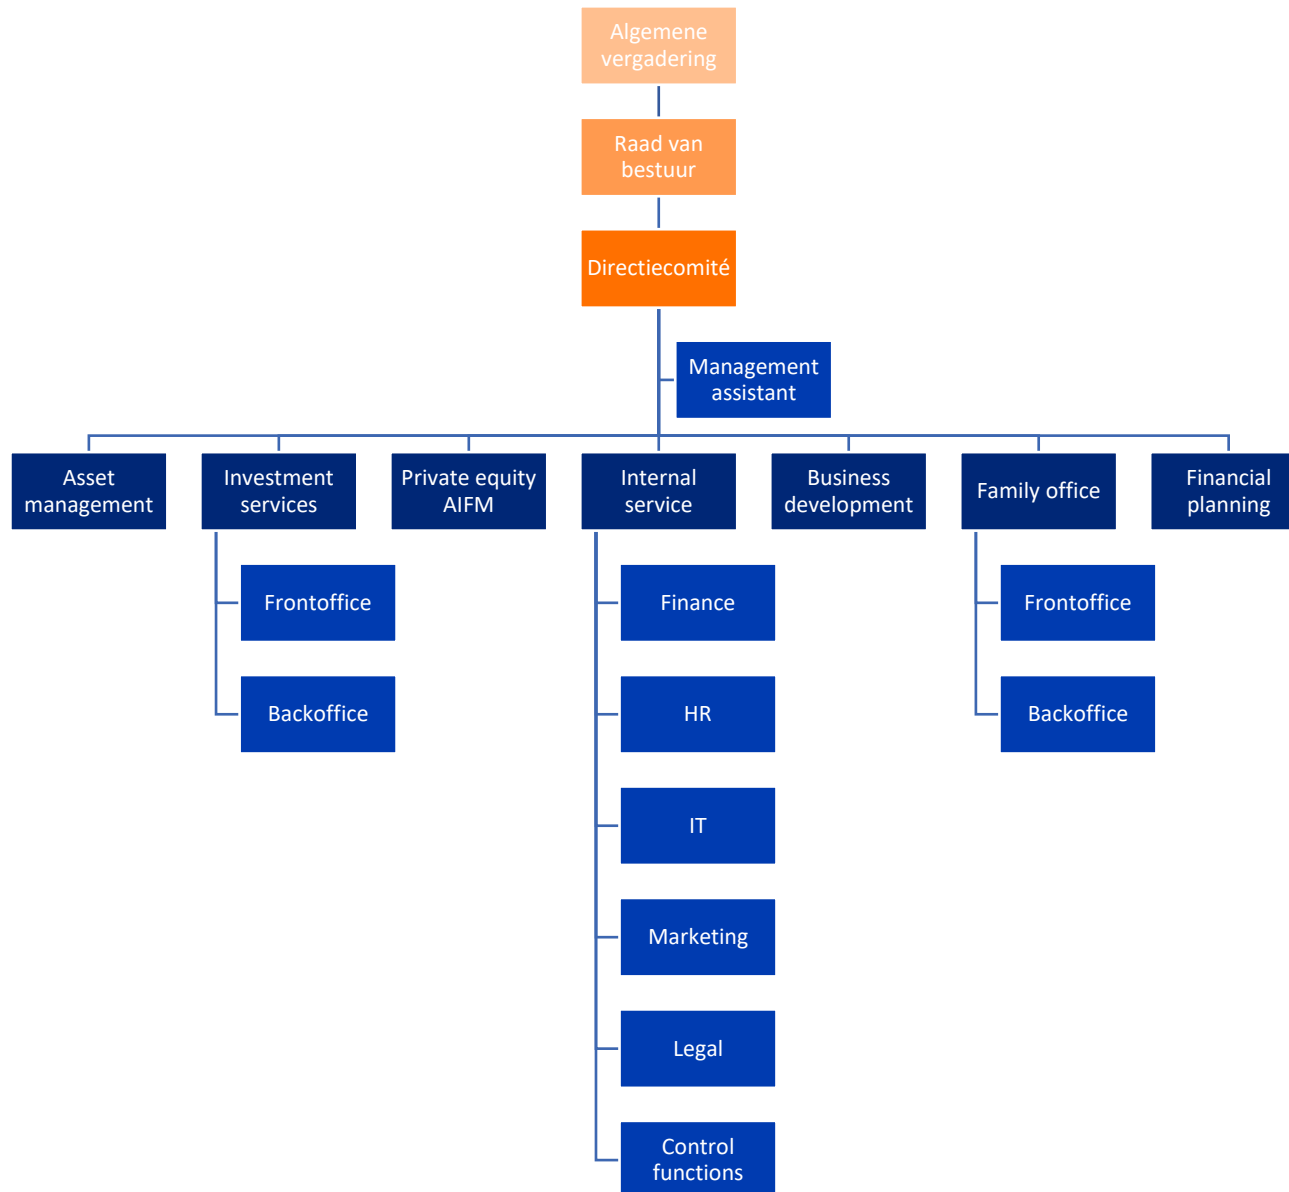 Algemene
vergadering
Raad van
bestuur
Directiecomité
Management
assistant
Asset
management
Investment
services
Private equity
AIFM
Internal
service
Business
development
Family office
Financial
planning
Frontoffice
Finance
Frontoffice
Backoffice
HR
Backoffice
IT
Marketing
Legal
Control
functions